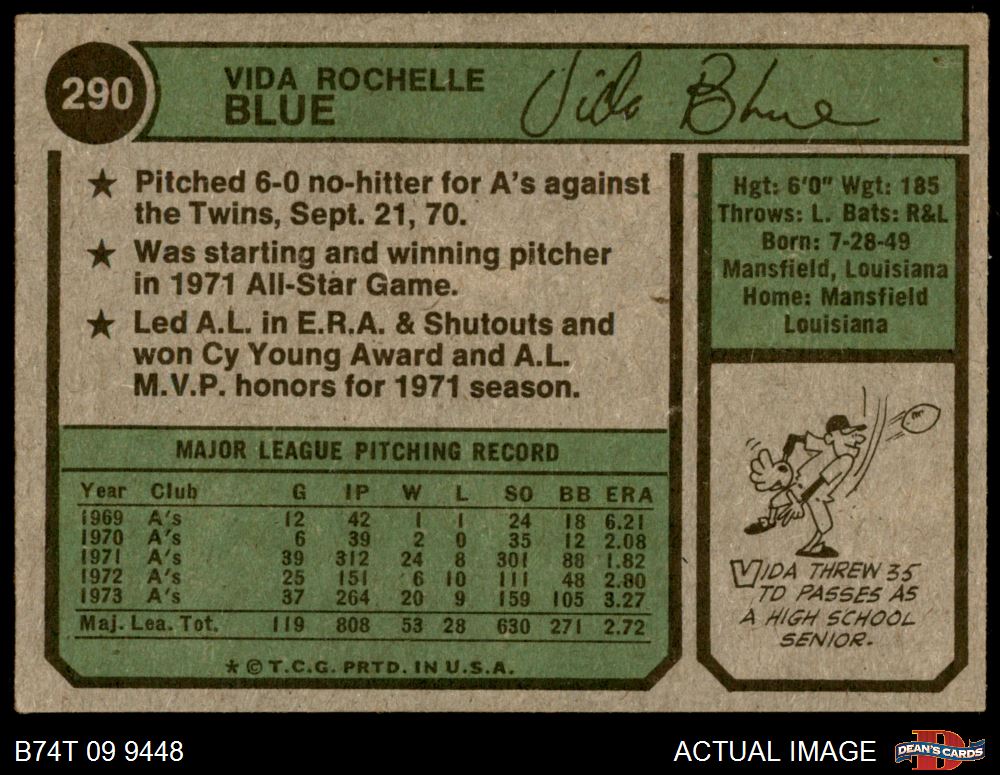 290
VIDA ROCHELLE
BLUE
Vida Blue
★ Pitched 6-0 no-hitter for A's against
the Twins, Sept. 21, 70.
★ Was starting and winning pitcher
in 1971 All-Star Game.
★ Led A.L. in E.R.A. & Shutouts and
won Cy Young Award and A.L.
M.V.P. honors for 1971 season.
MAJOR LEAGUE PITCHING RECORD
Year Club G IP W L SO BB ERA
1969 A's 12 42 1 1 24 18 6.21
1970 A's 6 39 2 0 35 12 2.08
1971 A's 39 312 24 8 301 88 1.82
1972 A's 25 151 6 10 111 48 2.80
1973 A's 37 264 20 9 159 105 3.27
Maj. Lea. Tot. 119 808 53 28 630 271 2.72
★ © T.C.G. PRTD. IN U.S.A.
Hgt: 6'0" Wgt: 185
Throws: L. Bats: R&L
Born: 7-28-49
Mansfield, Louisiana
Home: Mansfield
Louisiana
VIDA THREW 35
TD PASSES AS
A HIGH SCHOOL
SENIOR.
B74T 09 9448
ACTUAL IMAGE
DEAN'S CARDS